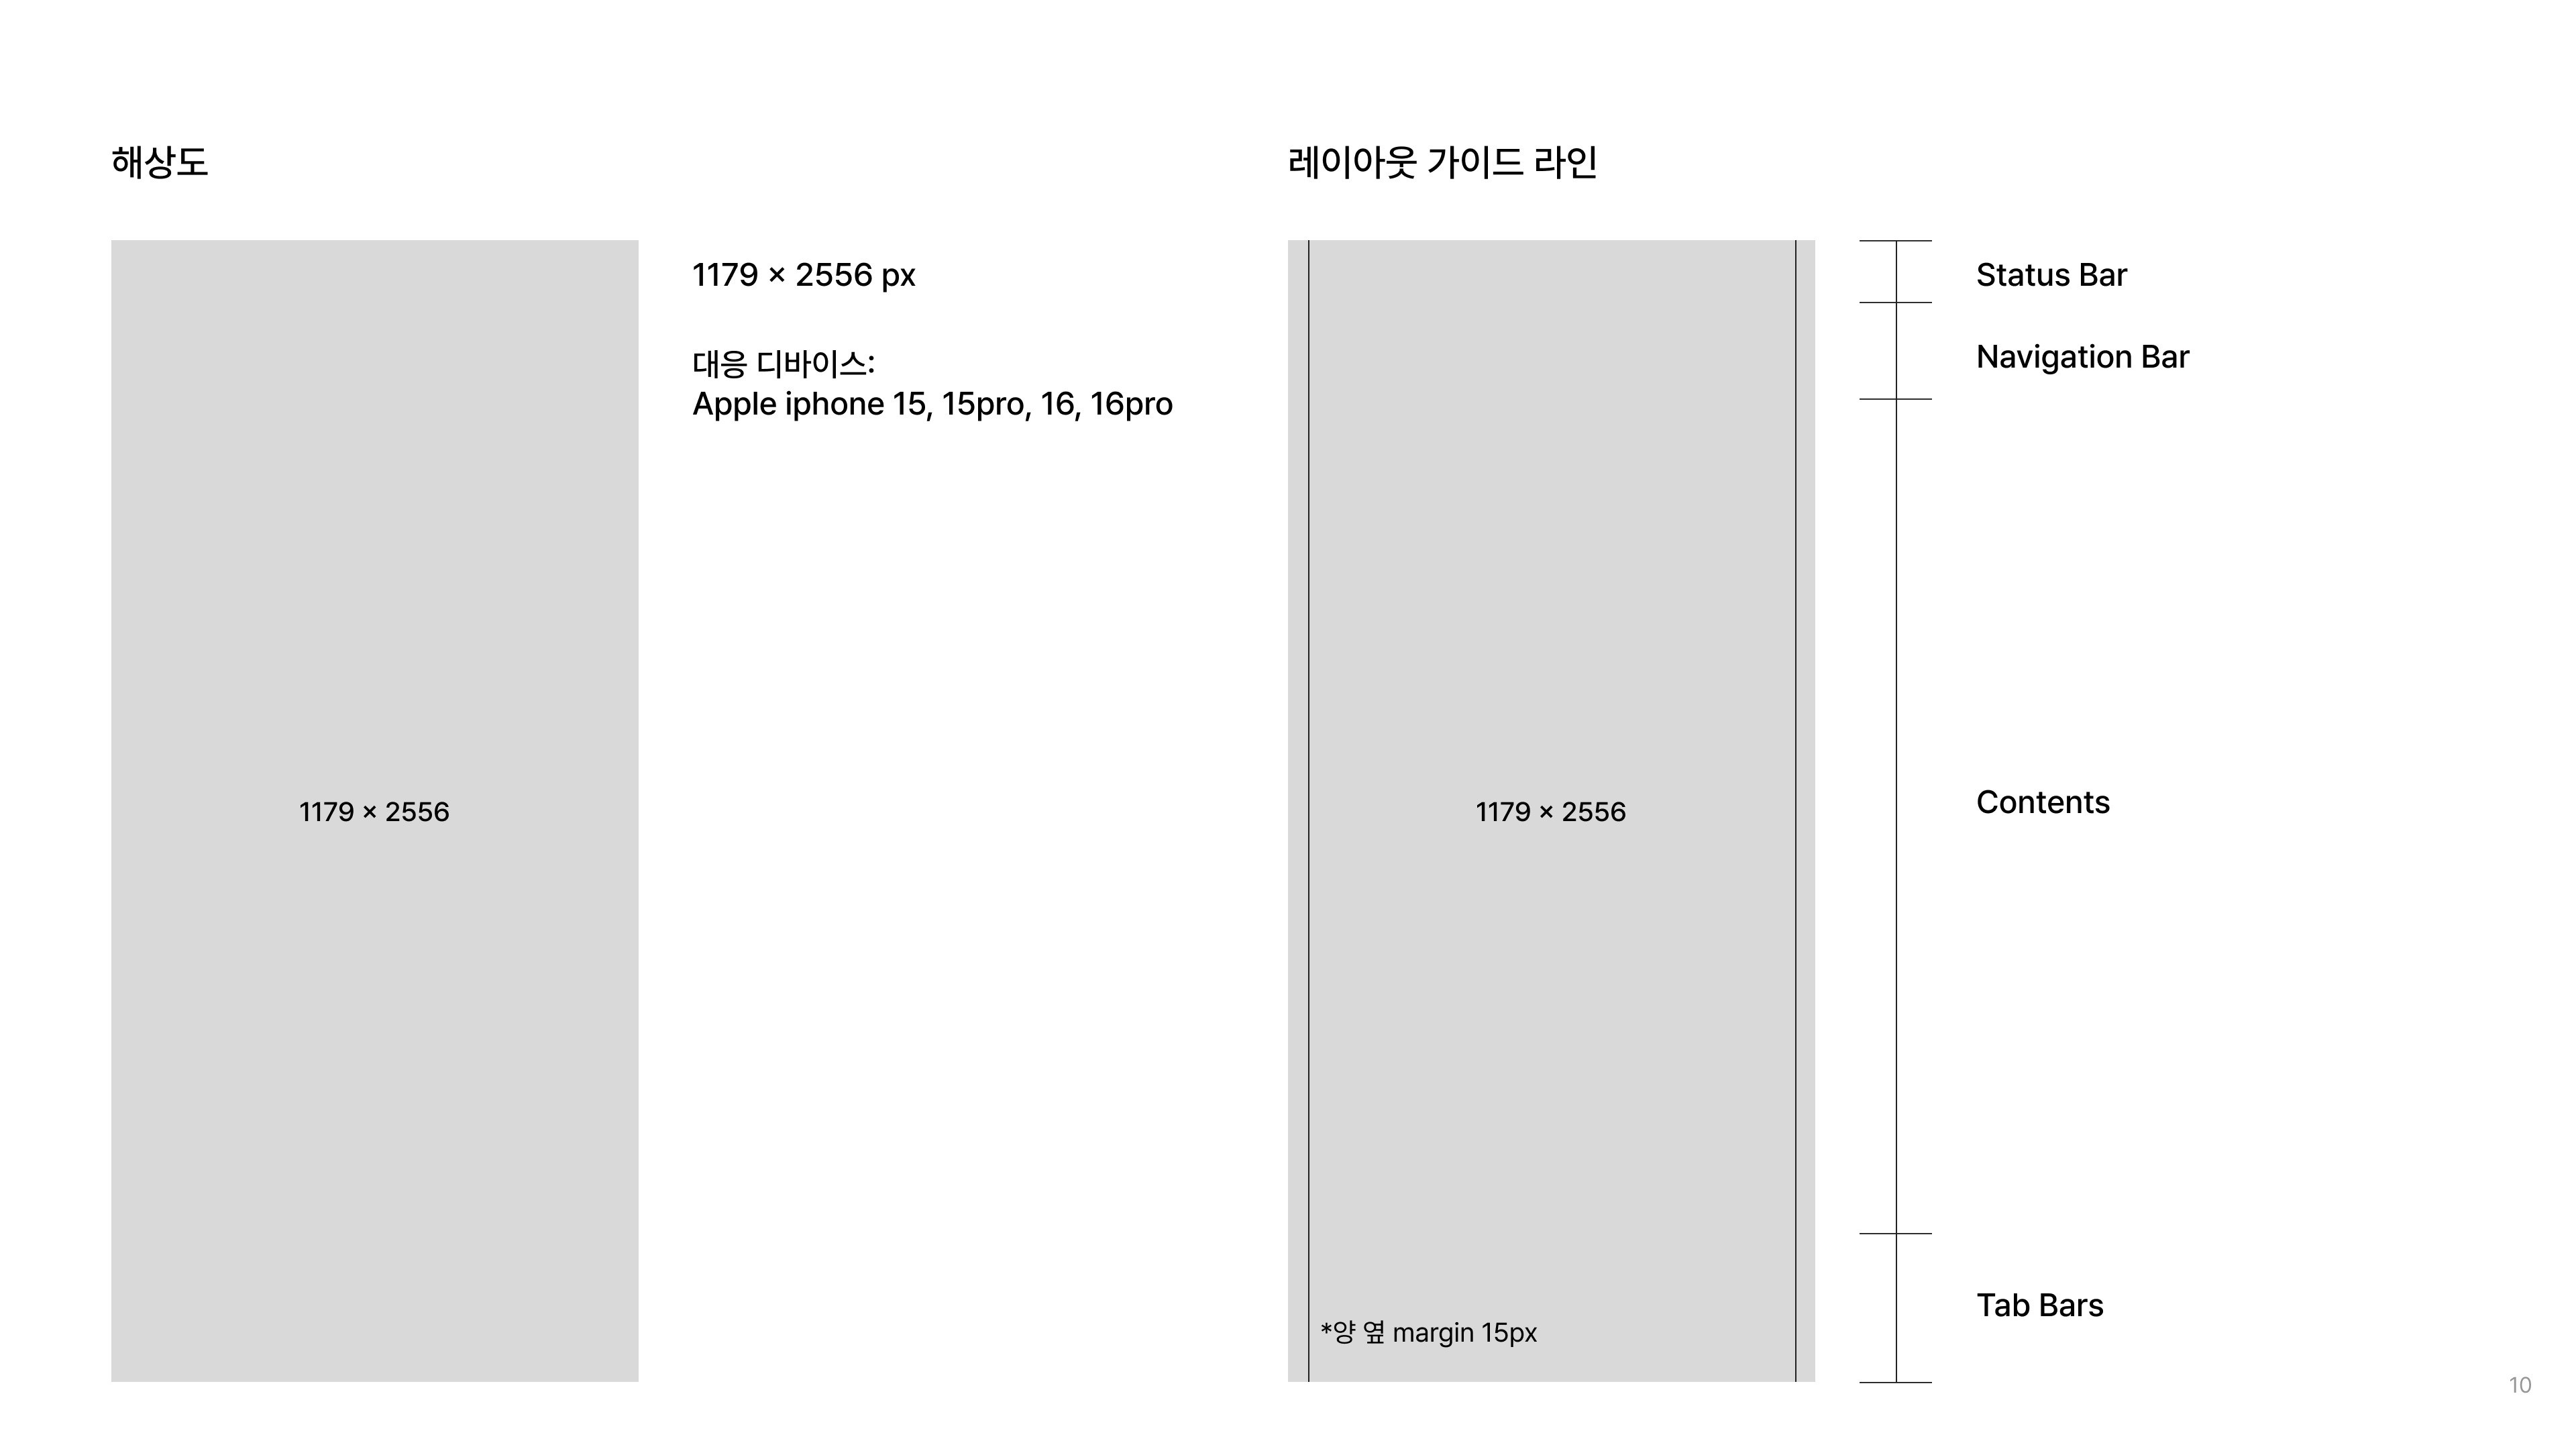 해상도
1179 × 2556 px
대응 디바이스:
Apple iphone 15, 15pro, 16, 16pro
1179 × 2556
레이아웃 가이드 라인
1179 × 2556
*양 옆 margin 15px
Status Bar
Navigation Bar
Contents
Tab Bars
10